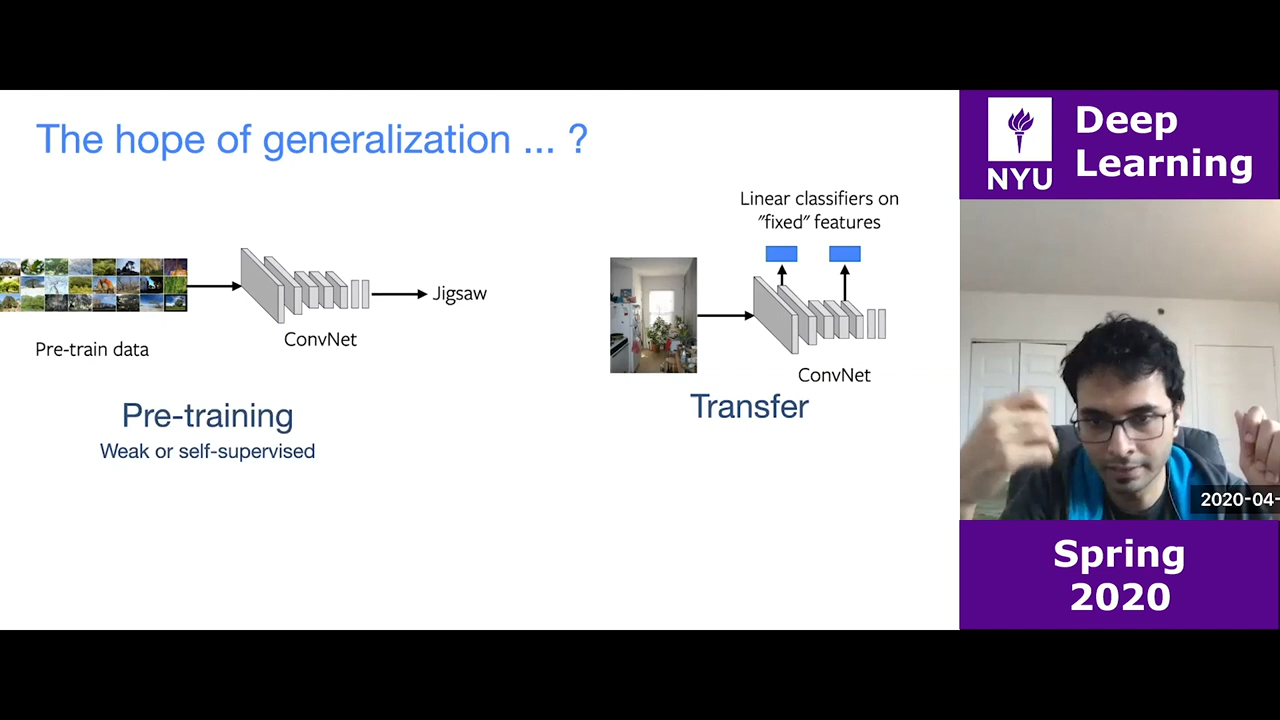 The hope of generalization ... ?
Pre-train data
ConvNet
Jigsaw
Pre-training
Weak or self-supervised
Linear classifiers on
"fixed" features
ConvNet
Transfer
NYU
Deep
Learning
2020-04-
Spring
2020